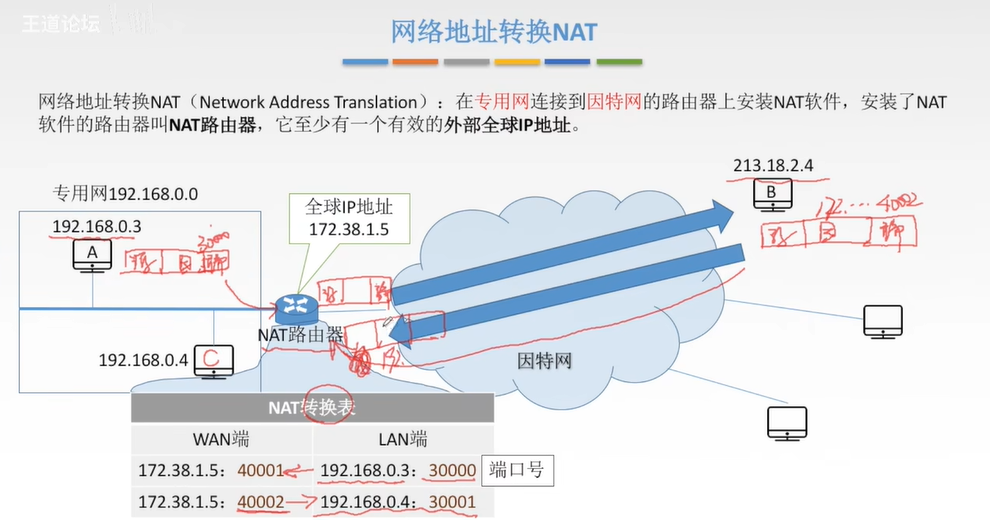 王道论坛
网络地址转换NAT
网络地址转换NAT（Network Address Translation）：在专用网连接到因特网的路由器上安装NAT软件，安装了NAT
软件的路由器叫NAT路由器，它至少有一个有效的外部全球IP地址。
213.18.2.4
B
172.... 40002
专用网192.168.0.0
全球IP地址
172.38.1.5
192.168.0.3
30000
A
NAT路由器
192.168.0.4
C
因特网
NAT转换表
WAN端 LAN端
172.38.1.5：40001 192.168.0.3：30000 端口号
172.38.1.5：40002 192.168.0.4：30001